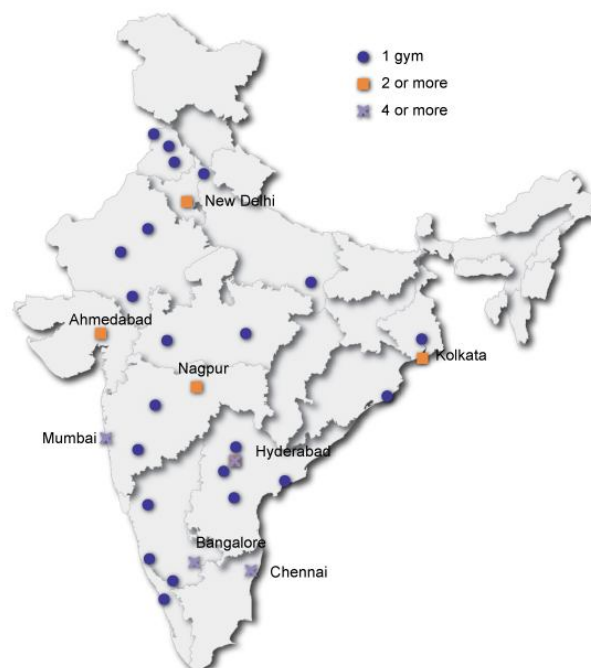 1 gym
2 or more
4 or more
New Delhi
Ahmedabad
Kolkata
Nagpur
Mumbai
Hyderabad
Bangalore
Chennai